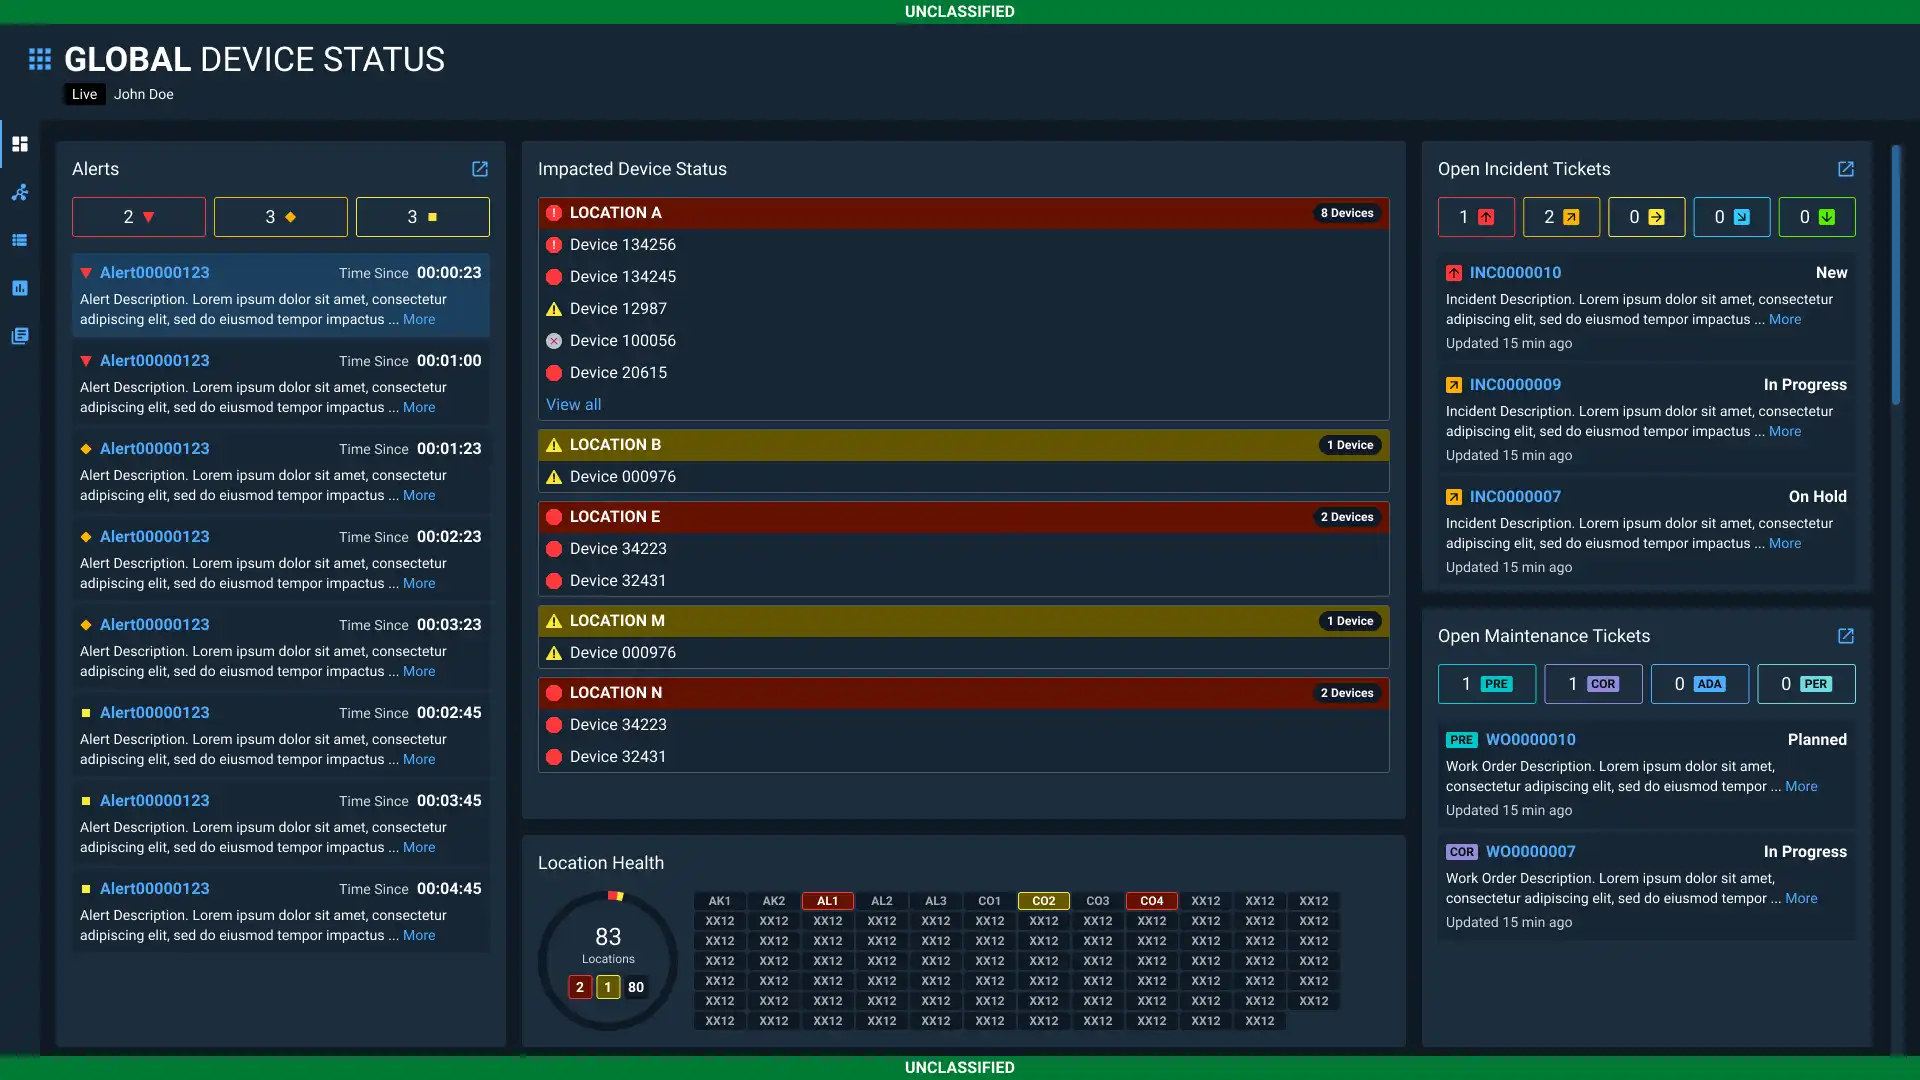 UNCLASSIFIED
GLOBAL DEVICE STATUS
Live John Doe
Alerts
2
3
3
Alert00000123 Time Since 00:00:23
Alert Description. Lorem ipsum dolor sit amet, consectetur
adipiscing elit, sed do eiusmod tempor impactus ... More
Alert00000123 Time Since 00:01:00
Alert Description. Lorem ipsum dolor sit amet, consectetur
adipiscing elit, sed do eiusmod tempor impactus ... More
Alert00000123 Time Since 00:01:23
Alert Description. Lorem ipsum dolor sit amet, consectetur
adipiscing elit, sed do eiusmod tempor impactus ... More
Alert00000123 Time Since 00:02:23
Alert Description. Lorem ipsum dolor sit amet, consectetur
adipiscing elit, sed do eiusmod tempor impactus ... More
Alert00000123 Time Since 00:03:23
Alert Description. Lorem ipsum dolor sit amet, consectetur
adipiscing elit, sed do eiusmod tempor impactus ... More
Alert00000123 Time Since 00:02:45
Alert Description. Lorem ipsum dolor sit amet, consectetur
adipiscing elit, sed do eiusmod tempor impactus ... More
Alert00000123 Time Since 00:03:45
Alert Description. Lorem ipsum dolor sit amet, consectetur
adipiscing elit, sed do eiusmod tempor impactus ... More
Alert00000123 Time Since 00:04:45
Alert Description. Lorem ipsum dolor sit amet, consectetur
adipiscing elit, sed do eiusmod tempor impactus ... More
Impacted Device Status
LOCATION A 8 Devices
Device 134256
Device 134245
Device 12987
Device 100056
Device 20615
View all
LOCATION B 1 Device
Device 000976
LOCATION E 2 Devices
Device 34223
Device 32431
LOCATION M 1 Device
Device 000976
LOCATION N 2 Devices
Device 34223
Device 32431
Location Health
83
Locations
2 1 80
AK1 AK2 AL1 AL2 AL3 CO1 CO2 CO3 CO4 XX12 XX12 XX12
XX12 XX12 XX12 XX12 XX12 XX12 XX12 XX12 XX12 XX12 XX12 XX12
XX12 XX12 XX12 XX12 XX12 XX12 XX12 XX12 XX12 XX12 XX12 XX12
XX12 XX12 XX12 XX12 XX12 XX12 XX12 XX12 XX12 XX12 XX12 XX12
XX12 XX12 XX12 XX12 XX12 XX12 XX12 XX12 XX12 XX12 XX12 XX12
XX12 XX12 XX12 XX12 XX12 XX12 XX12 XX12 XX12 XX12 XX12 XX12
XX12 XX12 XX12 XX12 XX12 XX12 XX12 XX12 XX12 XX12 XX12
Open Incident Tickets
1
2
0
0
0
INC0000010 New
Incident Description. Lorem ipsum dolor sit amet, consectetur
adipiscing elit, sed do eiusmod tempor impactus ... More
Updated 15 min ago
INC0000009 In Progress
Incident Description. Lorem ipsum dolor sit amet, consectetur
adipiscing elit, sed do eiusmod tempor impactus ... More
Updated 15 min ago
INC0000007 On Hold
Incident Description. Lorem ipsum dolor sit amet, consectetur
adipiscing elit, sed do eiusmod tempor impactus ... More
Updated 15 min ago
Open Maintenance Tickets
1 PRE
1 COR
0 ADA
0 PER
PRE WO0000010 Planned
Work Order Description. Lorem ipsum dolor sit amet,
consectetur adipiscing elit, sed do eiusmod tempor ... More
Updated 15 min ago
COR WO0000007 In Progress
Work Order Description. Lorem ipsum dolor sit amet,
consectetur adipiscing elit, sed do eiusmod tempor ... More
Updated 15 min ago
UNCLASSIFIED